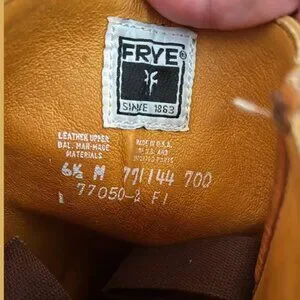 FRYE®
SINCE 1863
LEATHER UPPER
BAL. MAN-MADE
MATERIALS
MADE IN U.S.A.
OF U.S. AND
IMPORTED PARTS
6½ M 771144 700
77050-2 F1